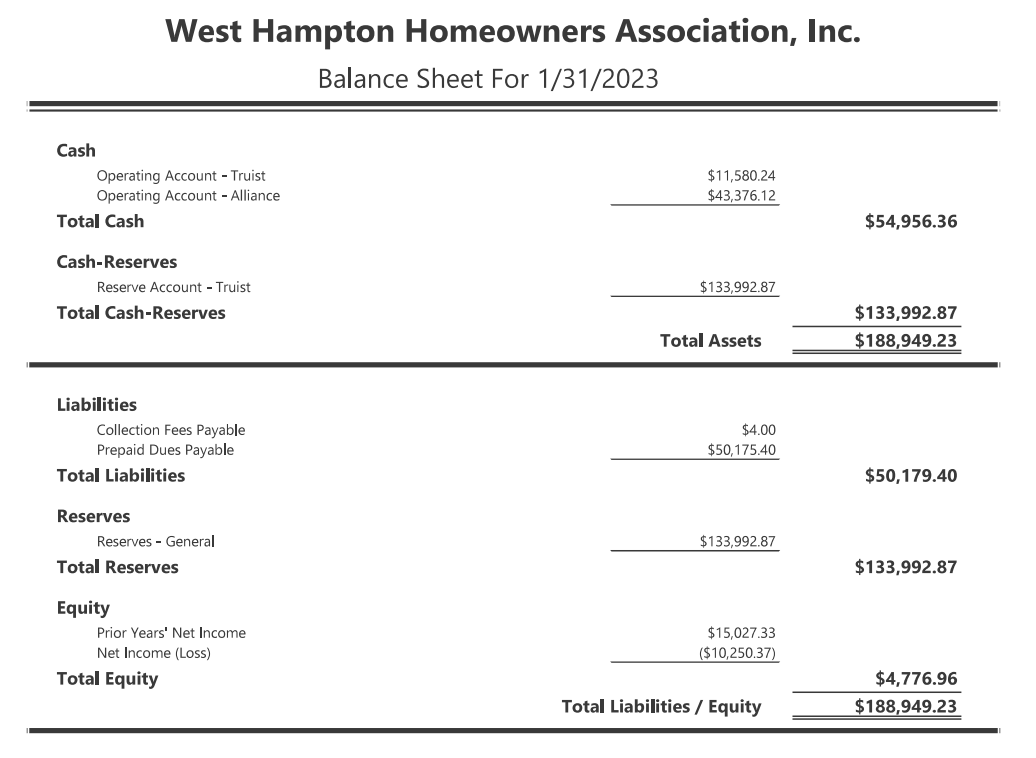 West Hampton Homeowners Association, Inc.
Balance Sheet For 1/31/2023
Cash
Operating Account - Truist $11,580.24
Operating Account - Alliance $43,376.12
Total Cash $54,956.36
Cash-Reserves
Reserve Account - Truist $133,992.87
Total Cash-Reserves $133,992.87
Total Assets $188,949.23
Liabilities
Collection Fees Payable $4.00
Prepaid Dues Payable $50,175.40
Total Liabilities $50,179.40
Reserves
Reserves - General $133,992.87
Total Reserves $133,992.87
Equity
Prior Years' Net Income $15,027.33
Net Income (Loss) ($10,250.37)
Total Equity $4,776.96
Total Liabilities / Equity $188,949.23